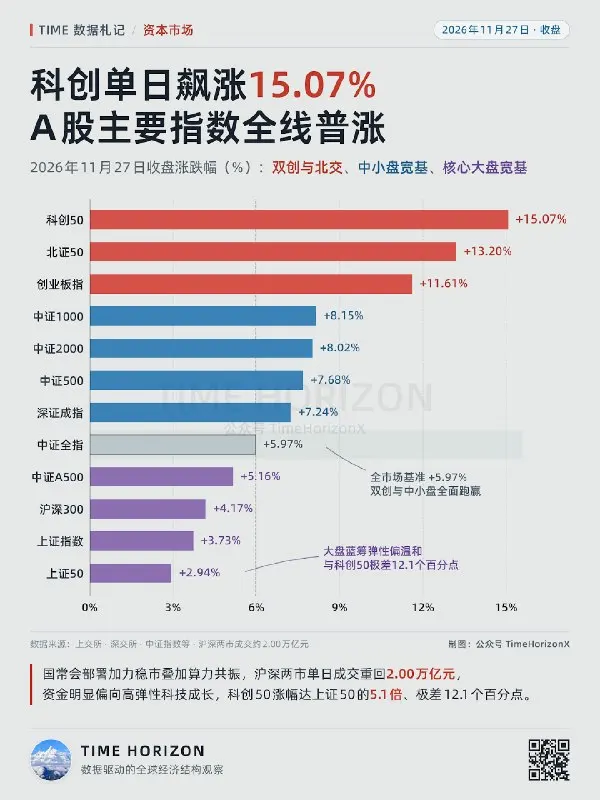 TIME 数据札记 / 资本市场
2026年11月27日 · 收盘
科创单日飙涨15.07%
A股主要指数全线普涨
2026年11月27日收盘涨跌幅（%）：双创与北交、中小盘宽基、核心大盘宽基
科创50 +15.07%
北证50 +13.20%
创业板指 +11.61%
中证1000 +8.15%
中证2000 +8.02%
中证500 +7.68%
TIME HORIZON
深证成指 +7.24%
公众号 TimeHorizonX
中证全指 +5.97%
全市场基准 +5.97%
双创与中小盘全面跑赢
中证A500 +5.16%
沪深300 +4.17%
上证指数 +3.73%
大盘蓝筹弹性偏温和
与科创50极差12.1个百分点
上证50 +2.94%
0% 3% 6% 9% 12% 15%
数据来源：上交所 · 深交所 · 中证指数等 · 沪深两市成交约2.00万亿元
制图：公众号 TimeHorizonX
国常会部署加力稳市叠加算力共振，沪深两市单日成交重回2.00万亿元，
资金明显偏向高弹性科技成长，科创50涨幅达上证50的5.1倍、极差12.1个百分点。
TIME HORIZON
数据驱动的全球经济结构观察